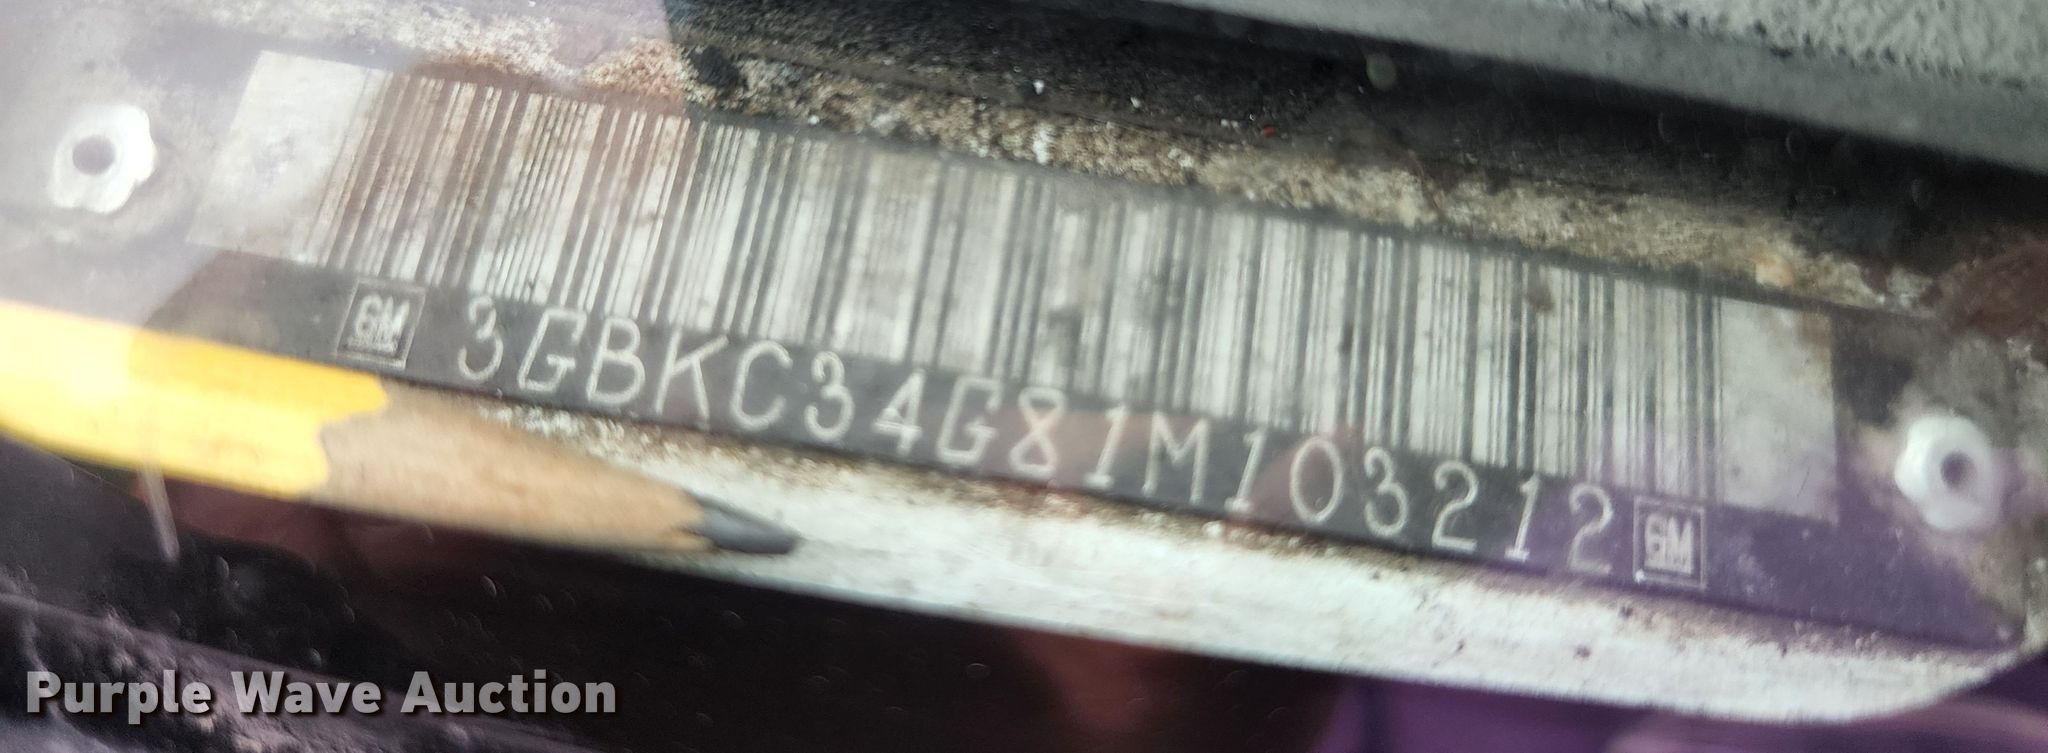 GM 3GBKC34G81M103212 GM
Purple Wave Auction